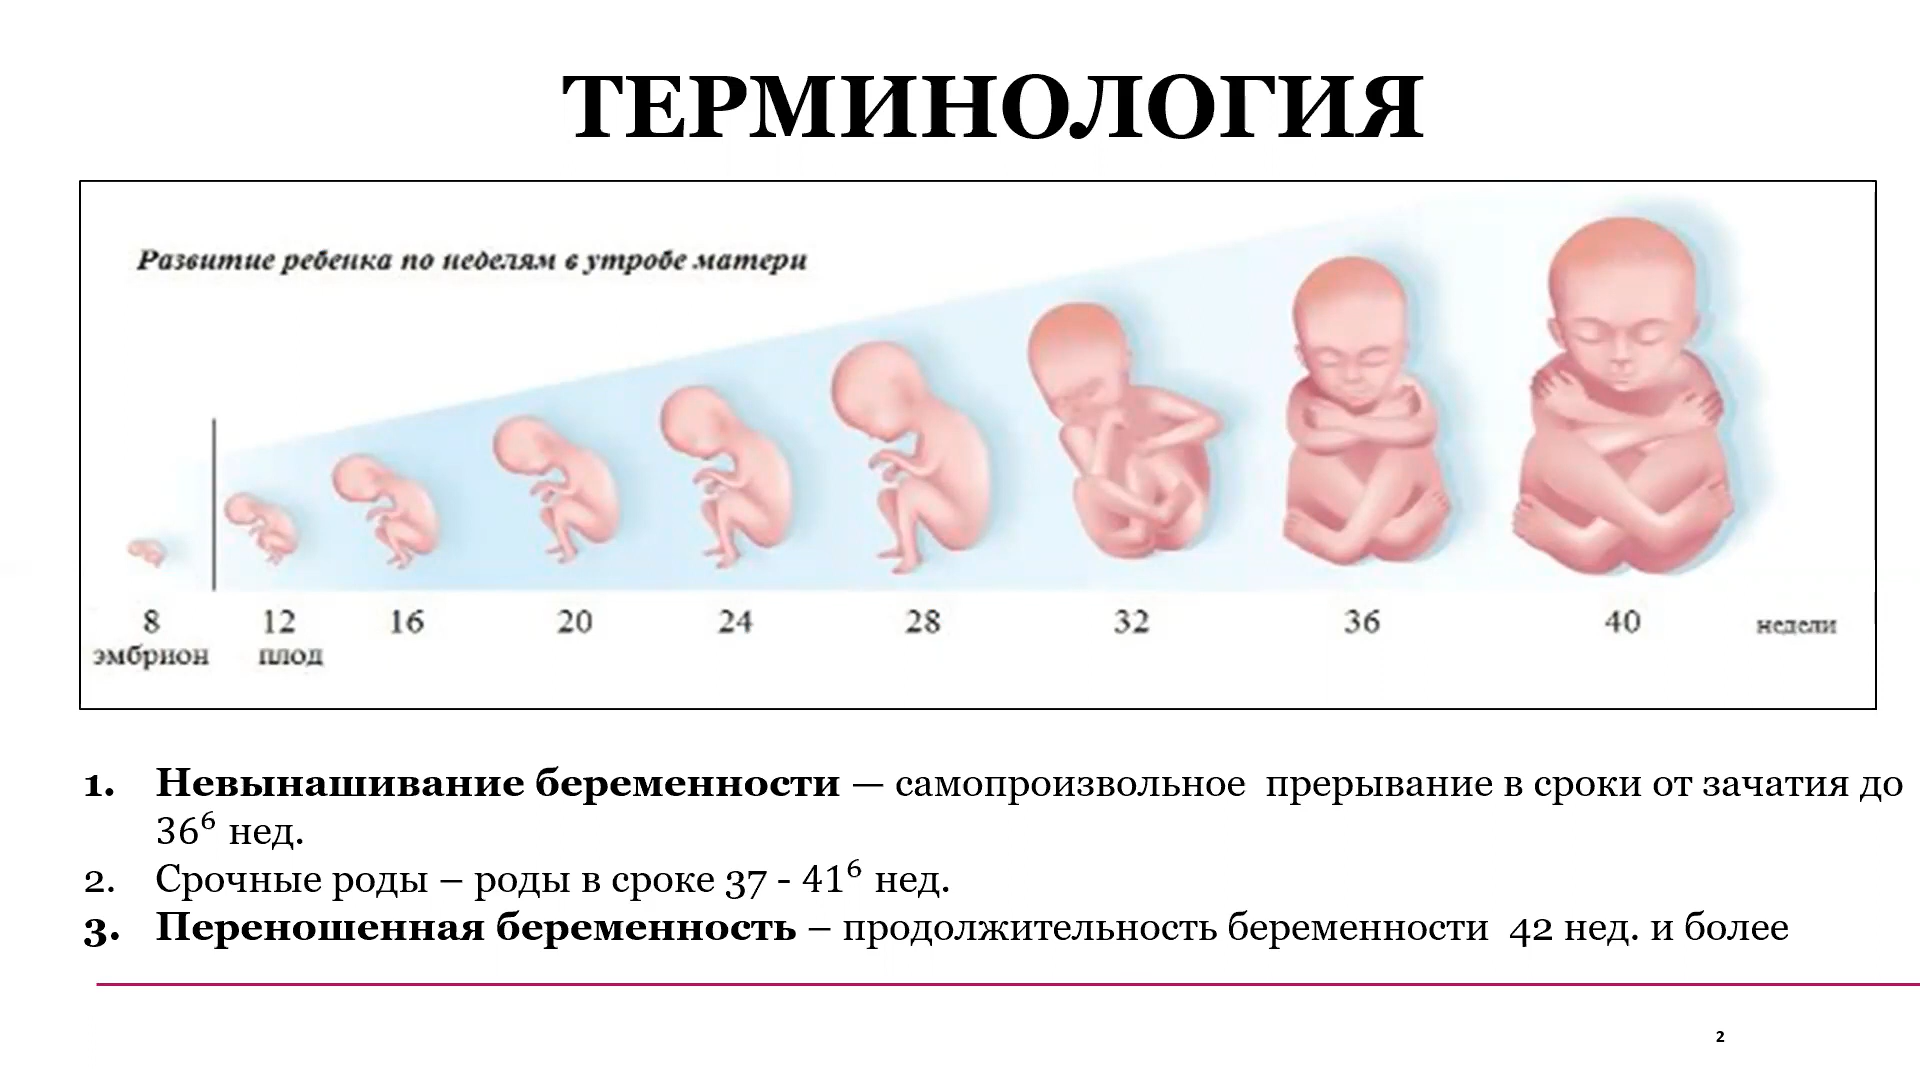 ТЕРМИНОЛОГИЯ
Развитие ребенка по неделям в утробе матери
8 12 16 20 24 28 32 36 40 недели
эмбрион плод
1. Невынашивание беременности — самопроизвольное прерывание в сроки от зачатия до
36⁶ нед.
2. Срочные роды – роды в сроке 37 - 41⁶ нед.
3. Переношенная беременность – продолжительность беременности 42 нед. и более
2